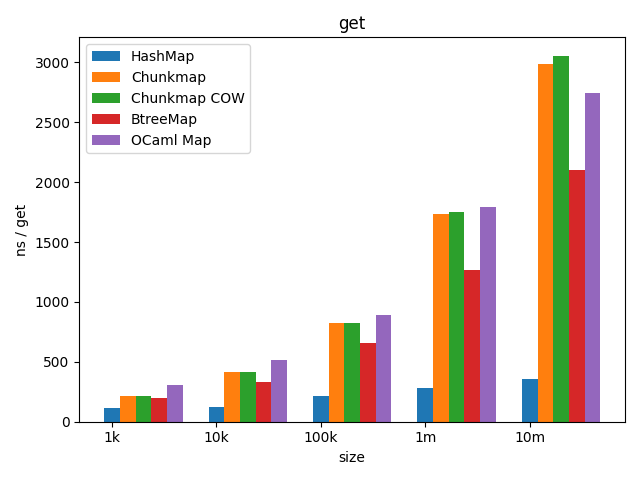 get
HashMap
Chunkmap
Chunkmap COW
BtreeMap
OCaml Map
3000
2500
2000
1500
1000
500
0
ns / get
1k 10k 100k 1m 10m
size